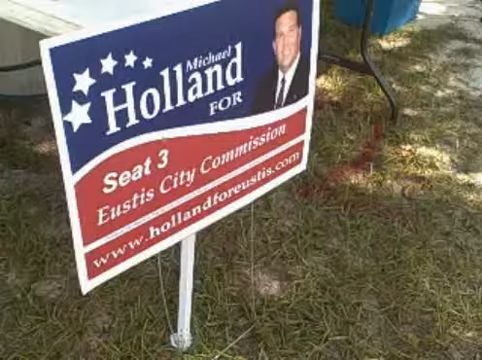 Michael
Holland
FOR
Seat 3
Eustis City Commission
www.hollandforeustis.com